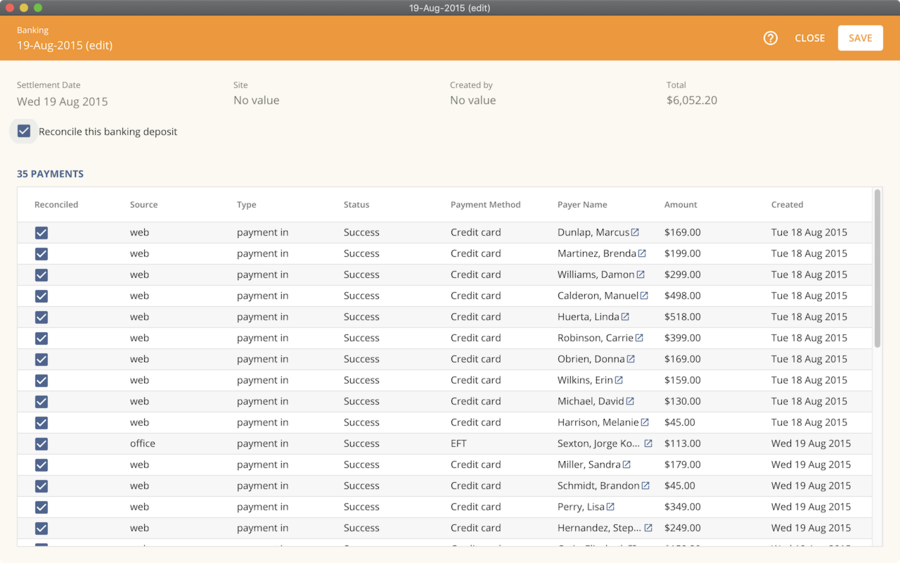 19-Aug-2015 (edit)
Banking
19-Aug-2015 (edit)
CLOSE SAVE
Settlement Date Site Created by Total
Wed 19 Aug 2015 No value No value $6,052.20
Reconcile this banking deposit
35 PAYMENTS
Reconciled Source Type Status Payment Method Payer Name Amount Created
web payment in Success Credit card Dunlap, Marcus $169.00 Tue 18 Aug 2015
web payment in Success Credit card Martinez, Brenda $199.00 Tue 18 Aug 2015
web payment in Success Credit card Williams, Damon $299.00 Tue 18 Aug 2015
web payment in Success Credit card Calderon, Manuel $498.00 Tue 18 Aug 2015
web payment in Success Credit card Huerta, Linda $518.00 Tue 18 Aug 2015
web payment in Success Credit card Robinson, Carrie $399.00 Tue 18 Aug 2015
web payment in Success Credit card Obrien, Donna $169.00 Tue 18 Aug 2015
web payment in Success Credit card Wilkins, Erin $159.00 Tue 18 Aug 2015
web payment in Success Credit card Michael, David $130.00 Tue 18 Aug 2015
web payment in Success Credit card Harrison, Melanie $45.00 Tue 18 Aug 2015
office payment in Success EFT Sexton, Jorge Ko... $113.00 Wed 19 Aug 2015
web payment in Success Credit card Miller, Sandra $179.00 Wed 19 Aug 2015
web payment in Success Credit card Schmidt, Brandon $45.00 Wed 19 Aug 2015
web payment in Success Credit card Perry, Lisa $349.00 Wed 19 Aug 2015
web payment in Success Credit card Hernandez, Step... $249.00 Wed 19 Aug 2015